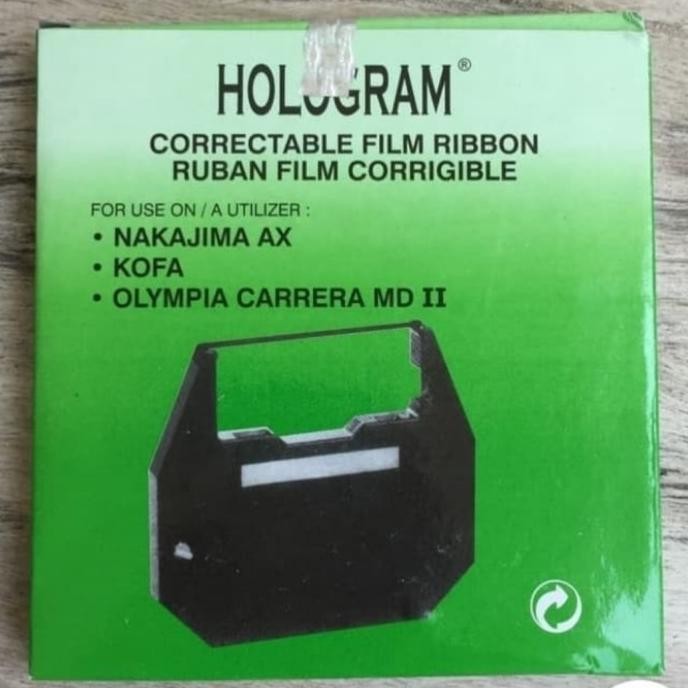 HOLOGRAM®
CORRECTABLE FILM RIBBON
RUBAN FILM CORRIGIBLE
FOR USE ON / A UTILIZER :
• NAKAJIMA AX
• KOFA
• OLYMPIA CARRERA MD II